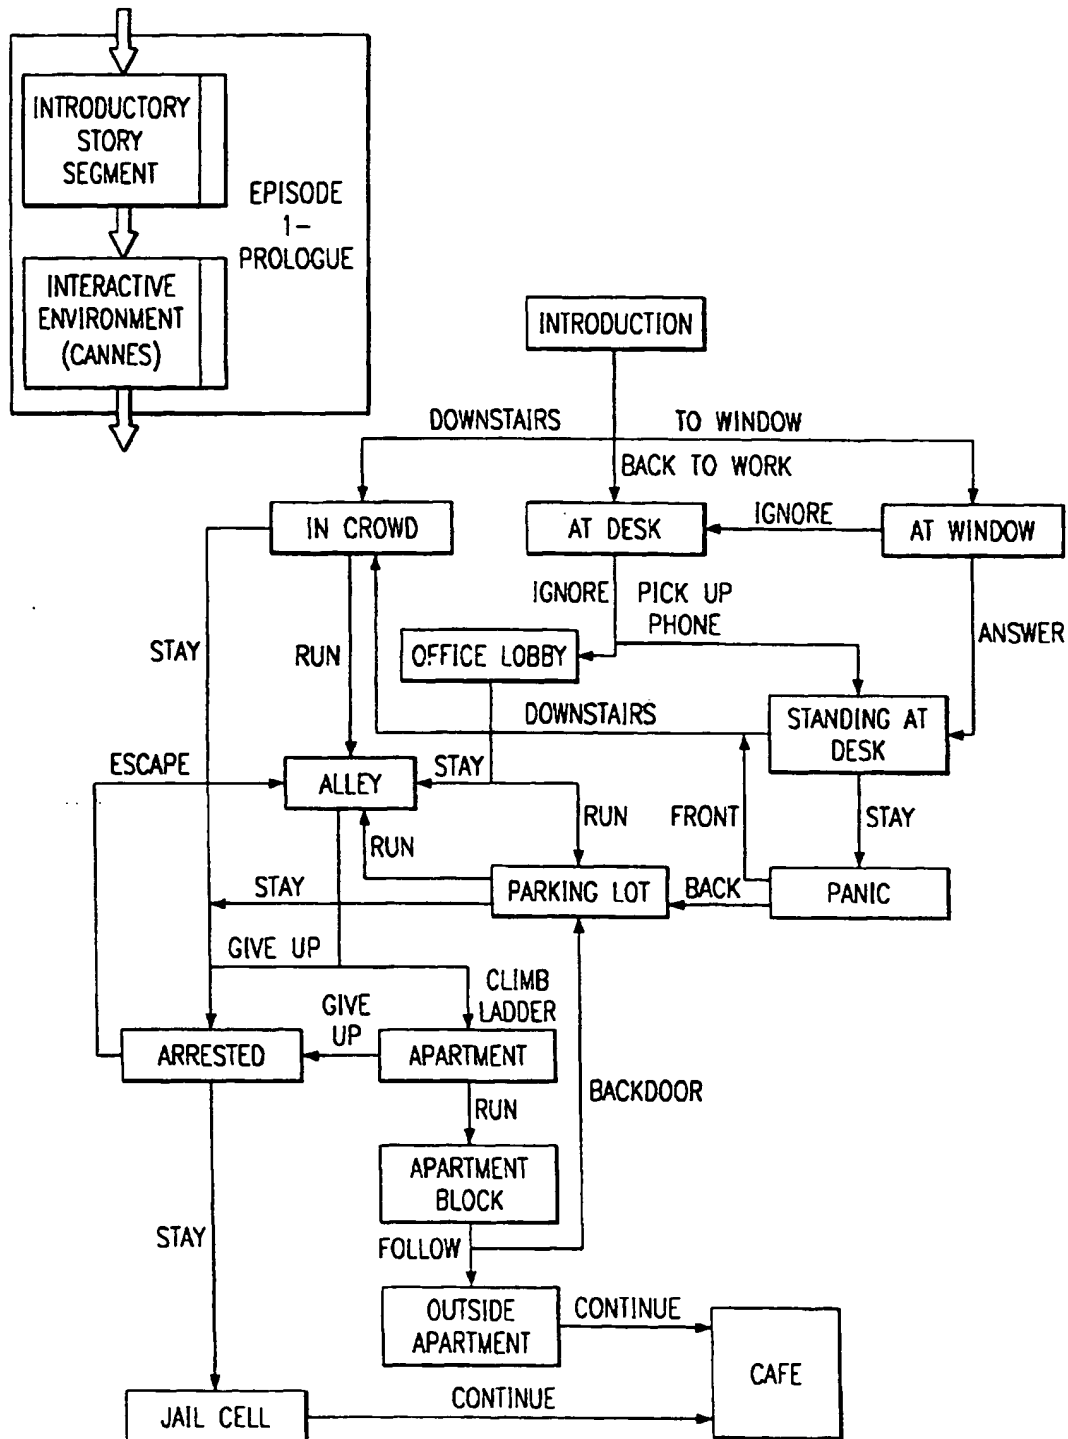 INTRODUCTORY
STORY
SEGMENT
EPISODE
1-
PROLOGUE
INTERACTIVE
ENVIRONMENT
(CANNES)
INTRODUCTION
DOWNSTAIRS
TO WINDOW
BACK TO WORK
IN CROWD
AT DESK
IGNORE
AT WINDOW
IGNORE
PICK UP
PHONE
ANSWER
STAY
RUN
OFFICE LOBBY
DOWNSTAIRS
STANDING AT
DESK
ESCAPE
ALLEY
STAY
RUN
FRONT
STAY
RUN
STAY
PARKING LOT
BACK
PANIC
GIVE UP
CLIMB
LADDER
GIVE
UP
ARRESTED
APARTMENT
BACKDOOR
RUN
APARTMENT
BLOCK
STAY
FOLLOW
OUTSIDE
APARTMENT
CONTINUE
CAFE
JAIL CELL
CONTINUE